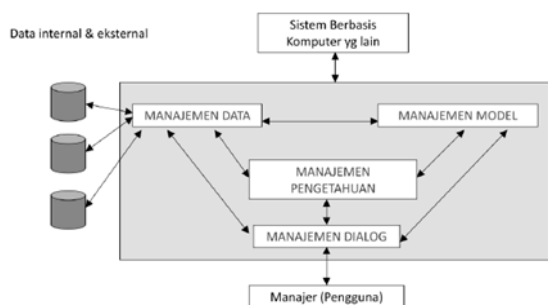 Sistem Berbasis
Komputer yg lain
Data internal & eksternal
MANAJEMEN DATA
MANAJEMEN MODEL
MANAJEMEN
PENGETAHUAN
MANAJEMEN DIALOG
Manajer (Pengguna)